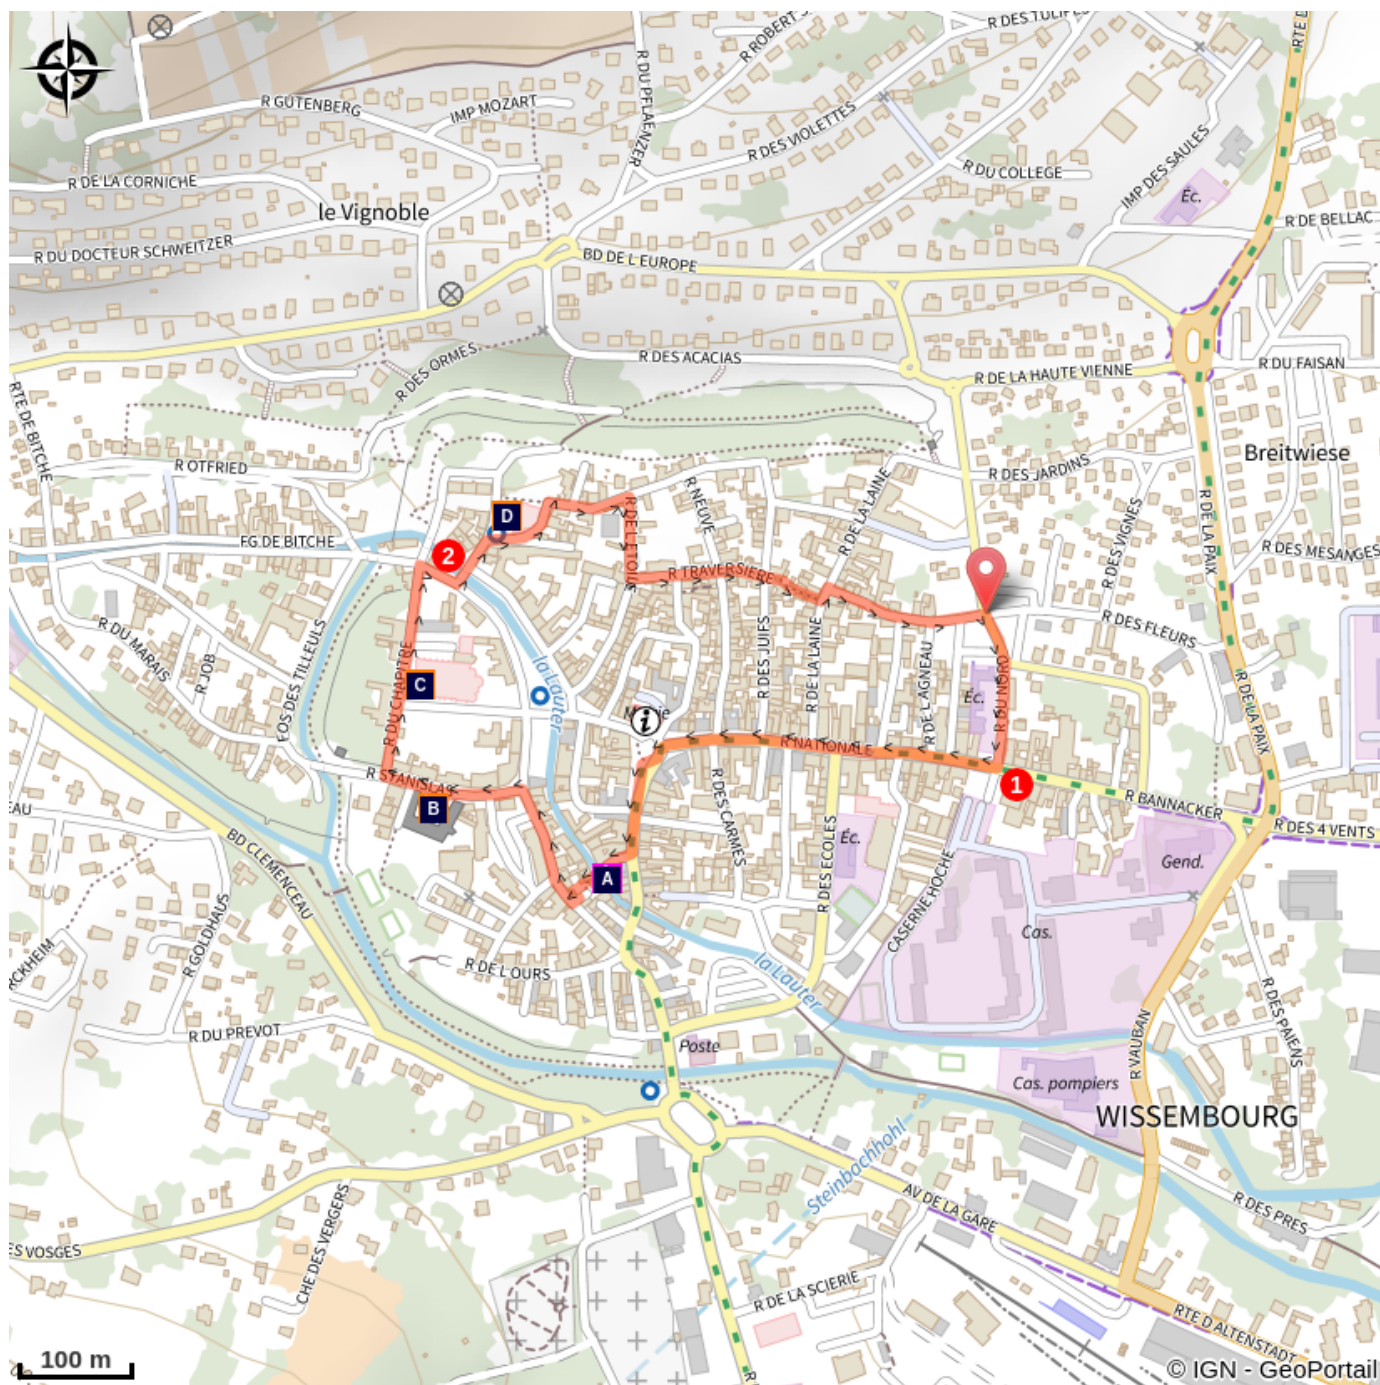 R DU PFLAENZER
R ROBERT S
R DES TULIPES
RTE D
R GUTENBERG
IMP MOZART
R DES VIOLETTES
R DU COLLEGE
IMP DES SAULES
Éc.
R DE LA CORNICHE
le Vignoble
R DE BELLAC
R DU DOCTEUR SCHWEITZER
BD DE L EUROPE
R DES ORMES
R DES ACACIAS
R DE LA HAUTE VIENNE
R DU FAISAN
RTE DE BITCHE
R OTFRIED
R NEUVE
R DE LA LAINE
R DES JARDINS
Breitwiese
R DE LA PAIX
R DES VIGNES
D
R DE L ETOILE
FG DE BITCHE
2
R DES MESANGES
R TRAVERSIERE
R DES FLEURS
R DU MARAIS
R JOB
FOS DES TILLEULS
R DU CHAPITRE
C
la Lauter
R DES JUIFS
R DE LA LAINE
R DE L AGNEAU
Éc.
R DU NORD
R DE LA PAIX
i
R NATIONALE
1
R STANISLAS
B
R DES CARMES
R BANNACKER
R DES 4 VENTS
EAU
BD CLEMENCEAU
A
R DES ECOLES
Éc.
CASERNE HOCHE
Gend.
Cas.
R GOLDHAUS
RCKHEIM
R DE L OURS
la Lauter
R DES PAIENS
R DU PREVOT
Poste
R VAUBAN
Cas. pompiers
WISSEMBOURG
Steinbachhohl
AV DE LA GARE
R DES PRES
ES VOSGES
CHE DES VERGERS
R DE LA SCIERIE
RTE D ALTENSTADT
100 m
© IGN - GeoPortail